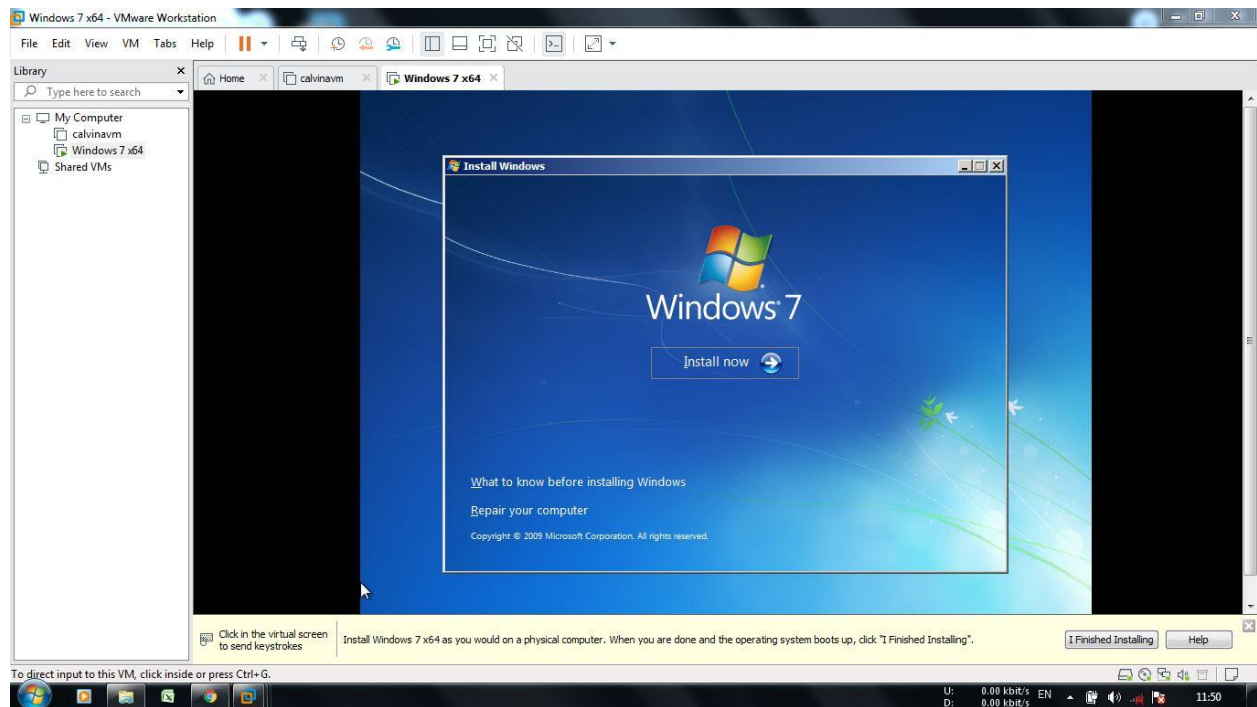 Windows 7 x64 - VMware Workstation
File Edit View VM Tabs Help
Library
Type here to search
My Computer
calvinavm
Windows 7 x64
Shared VMs
Home
calvinavm
Windows 7 x64
Install Windows
Windows 7
Install now
What to know before installing Windows
Repair your computer
Copyright © 2009 Microsoft Corporation. All rights reserved.
Click in the virtual screen
to send keystrokes
Install Windows 7 x64 as you would on a physical computer. When you are done and the operating system boots up, click "I Finished Installing".
I Finished Installing
Help
To direct input to this VM, click inside or press Ctrl+G.
U: 0.00 kbit/s
D: 0.00 kbit/s
EN
11:50